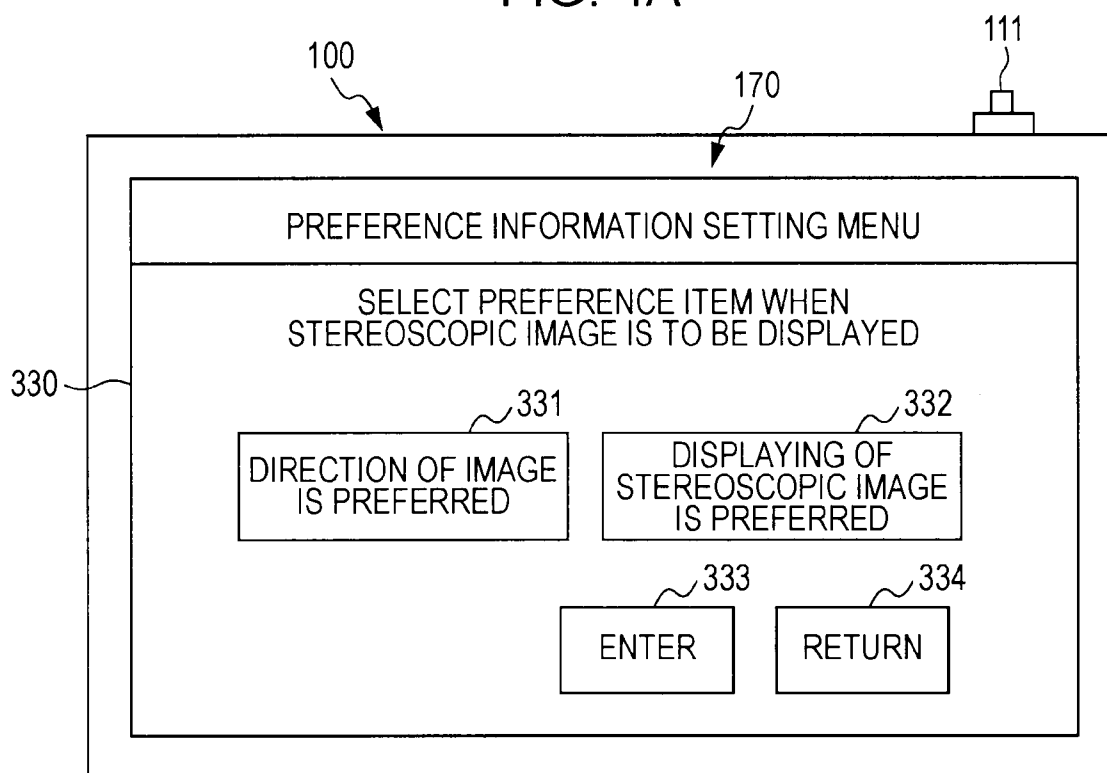 FIG.
111
100
170
PREFERENCE INFORMATION SETTING MENU
SELECT PREFERENCE ITEM WHEN
STEREOSCOPIC IMAGE IS TO BE DISPLAYED
330
331
332
DIRECTION OF IMAGE
IS PREFERRED
DISPLAYING OF
STEREOSCOPIC IMAGE
IS PREFERRED
333
334
ENTER
RETURN